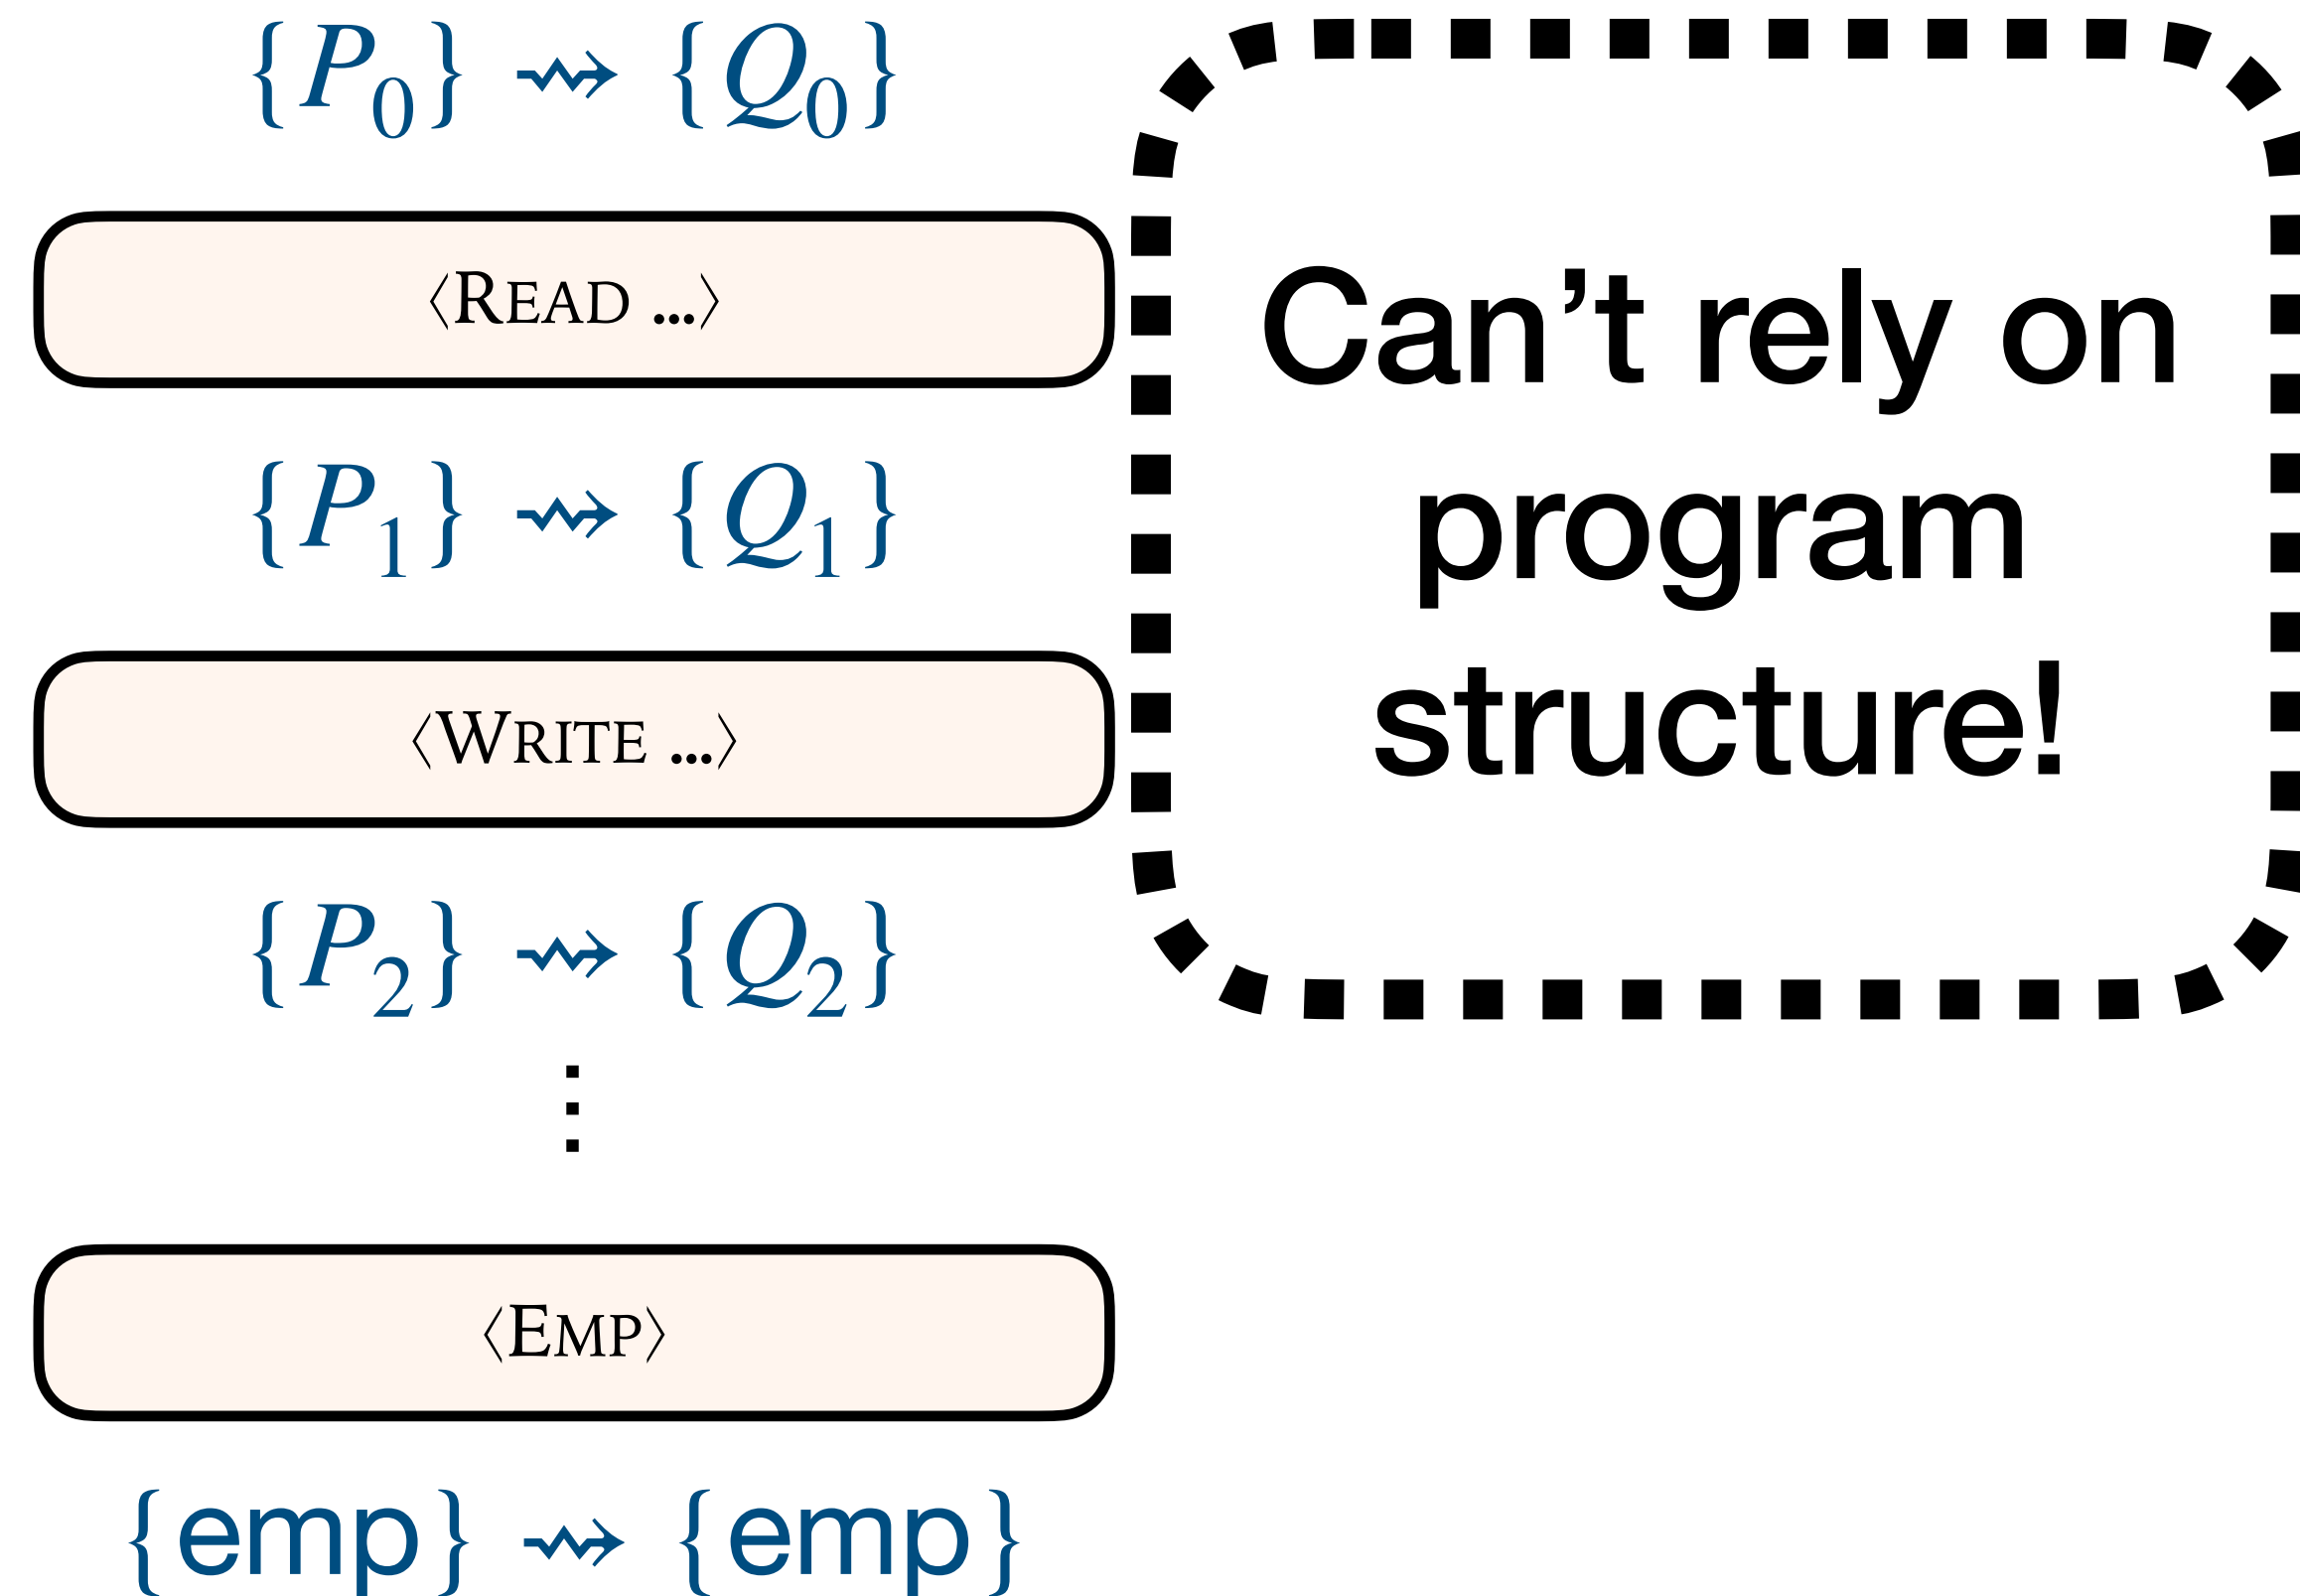 {P₀} ⇝ {Q₀}
⟨READ ...⟩
{P₁} ⇝ {Q₁}
⟨WRITE ...⟩
{P₂} ⇝ {Q₂}
⋮
⟨EMP⟩
{emp} ⇝ {emp}
Can’t rely on
program
structure!